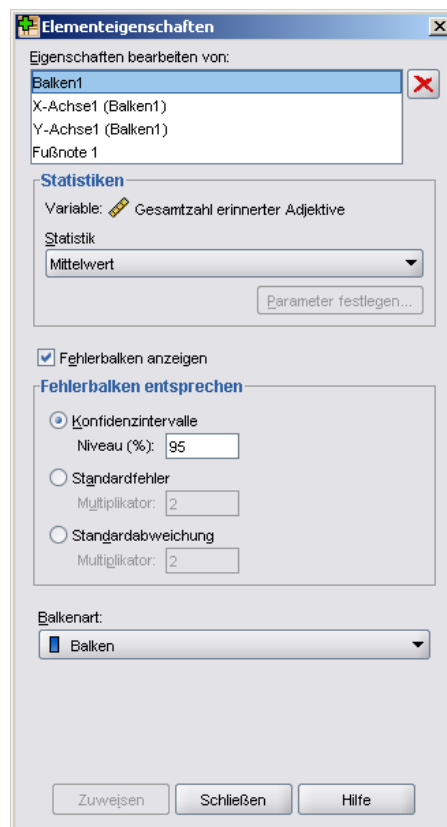 Elementeigenschaften
Eigenschaften bearbeiten von:
Balken1
X-Achse1 (Balken1)
Y-Achse1 (Balken1)
Fußnote 1
Statistiken
Variable: Gesamtzahl erinnerter Adjektive
Statistik
Mittelwert
Parameter festlegen...
Fehlerbalken anzeigen
Fehlerbalken entsprechen
Konfidenzintervalle
Niveau (%): 95
Standardfehler
Multiplikator: 2
Standardabweichung
Multiplikator: 2
Balkenart:
Balken
Zuweisen Schließen Hilfe